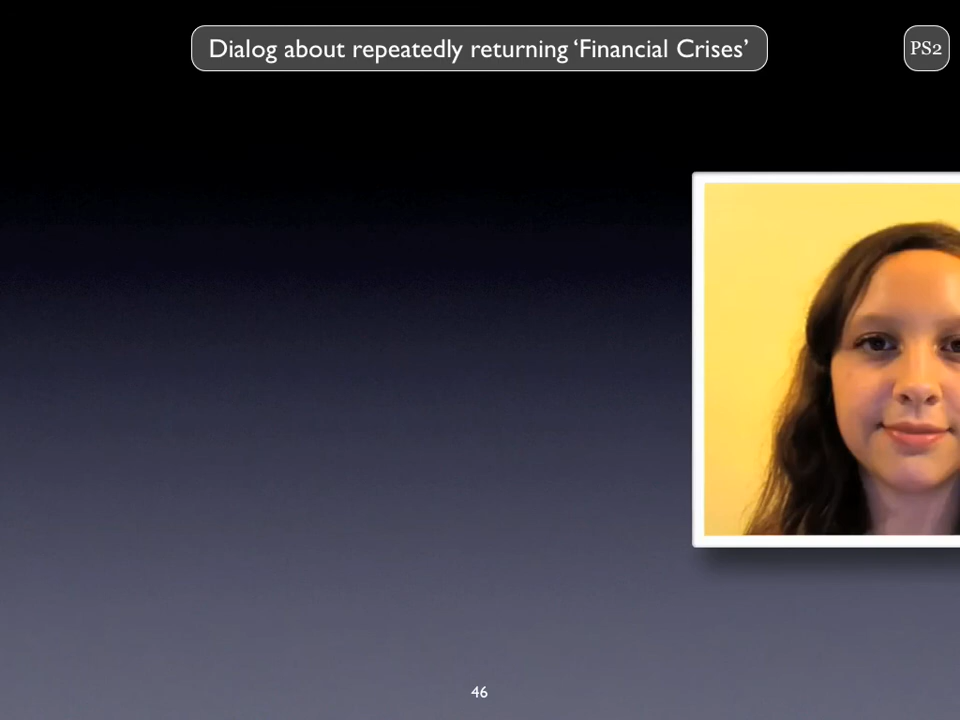 Dialog about repeatedly returning ‘Financial Crises’
PS2
46